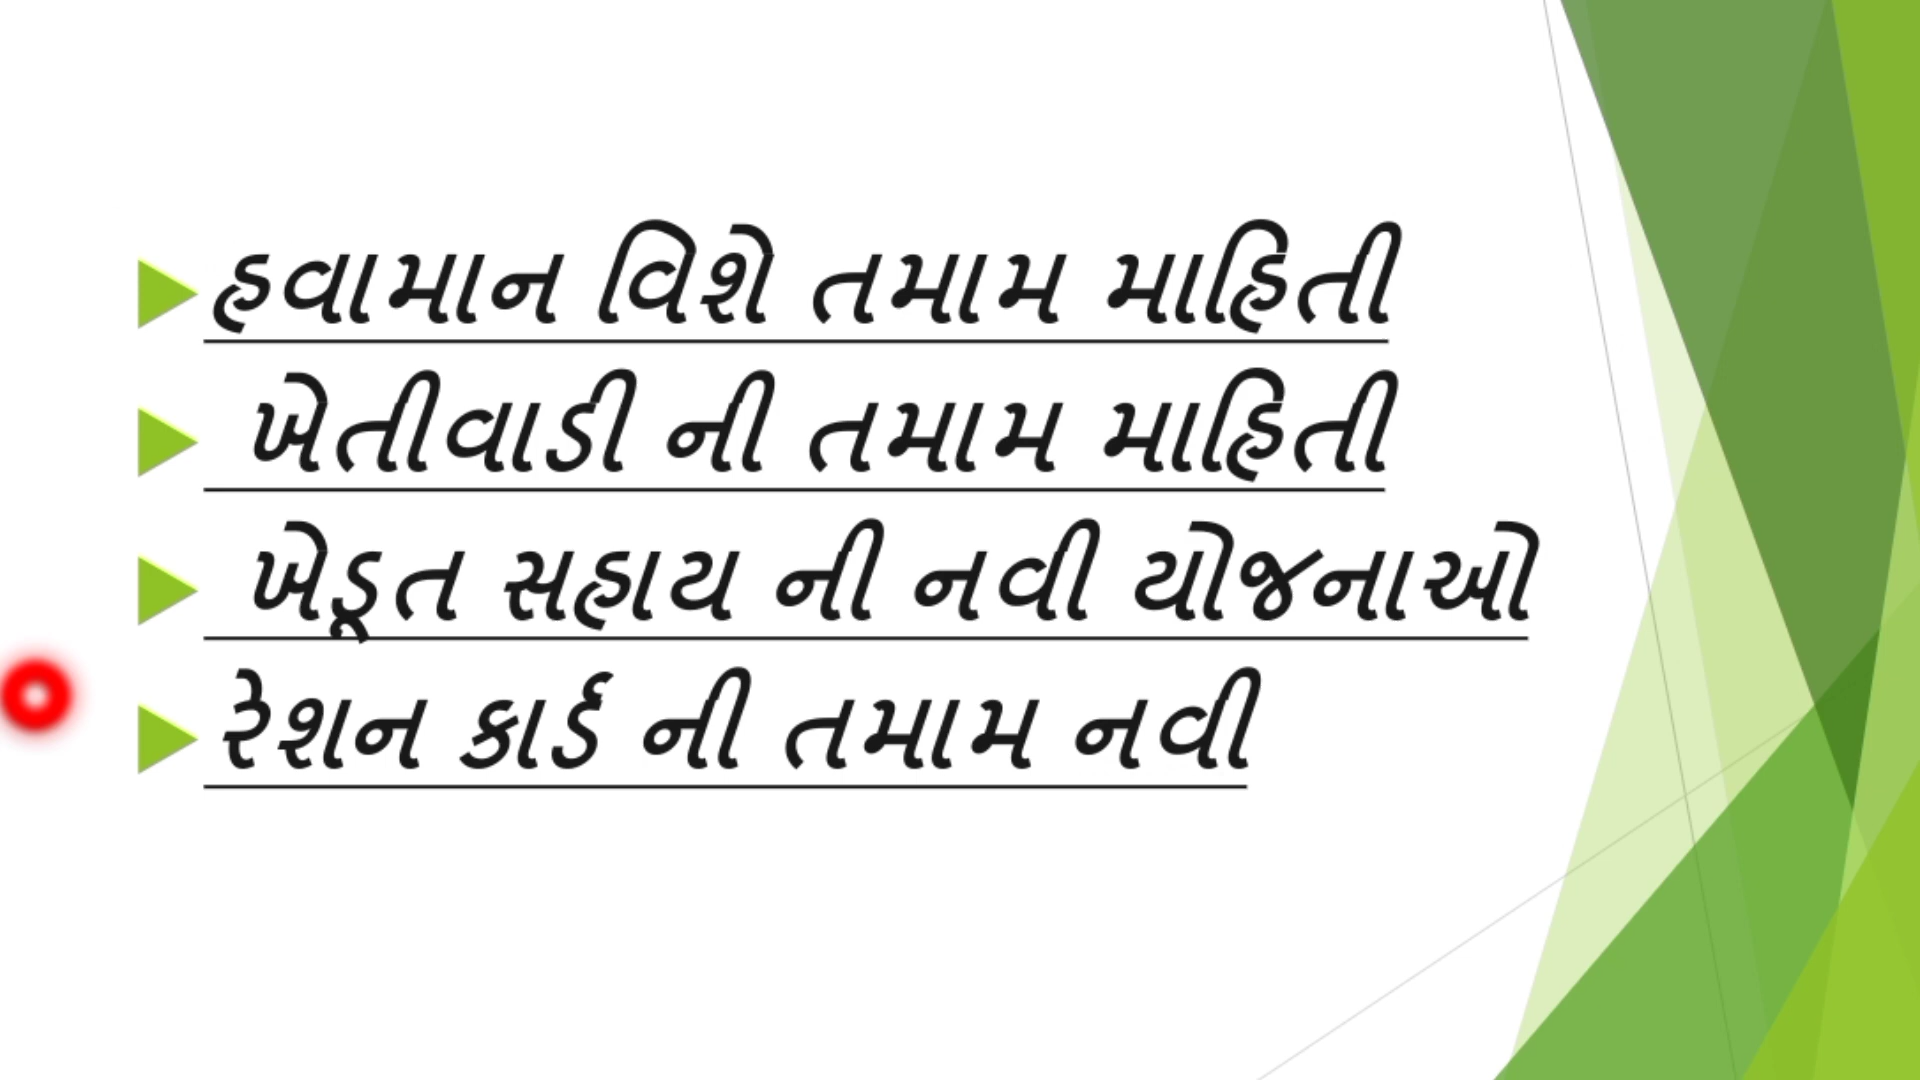 હવામાન વિશે તમામ માહિતી
ખેતીવાડી ની તમામ માહિતી
ખેડૂત સહાય ની નવી યોજનાઓ
રેશન કાર્ડ ની તમામ નવી